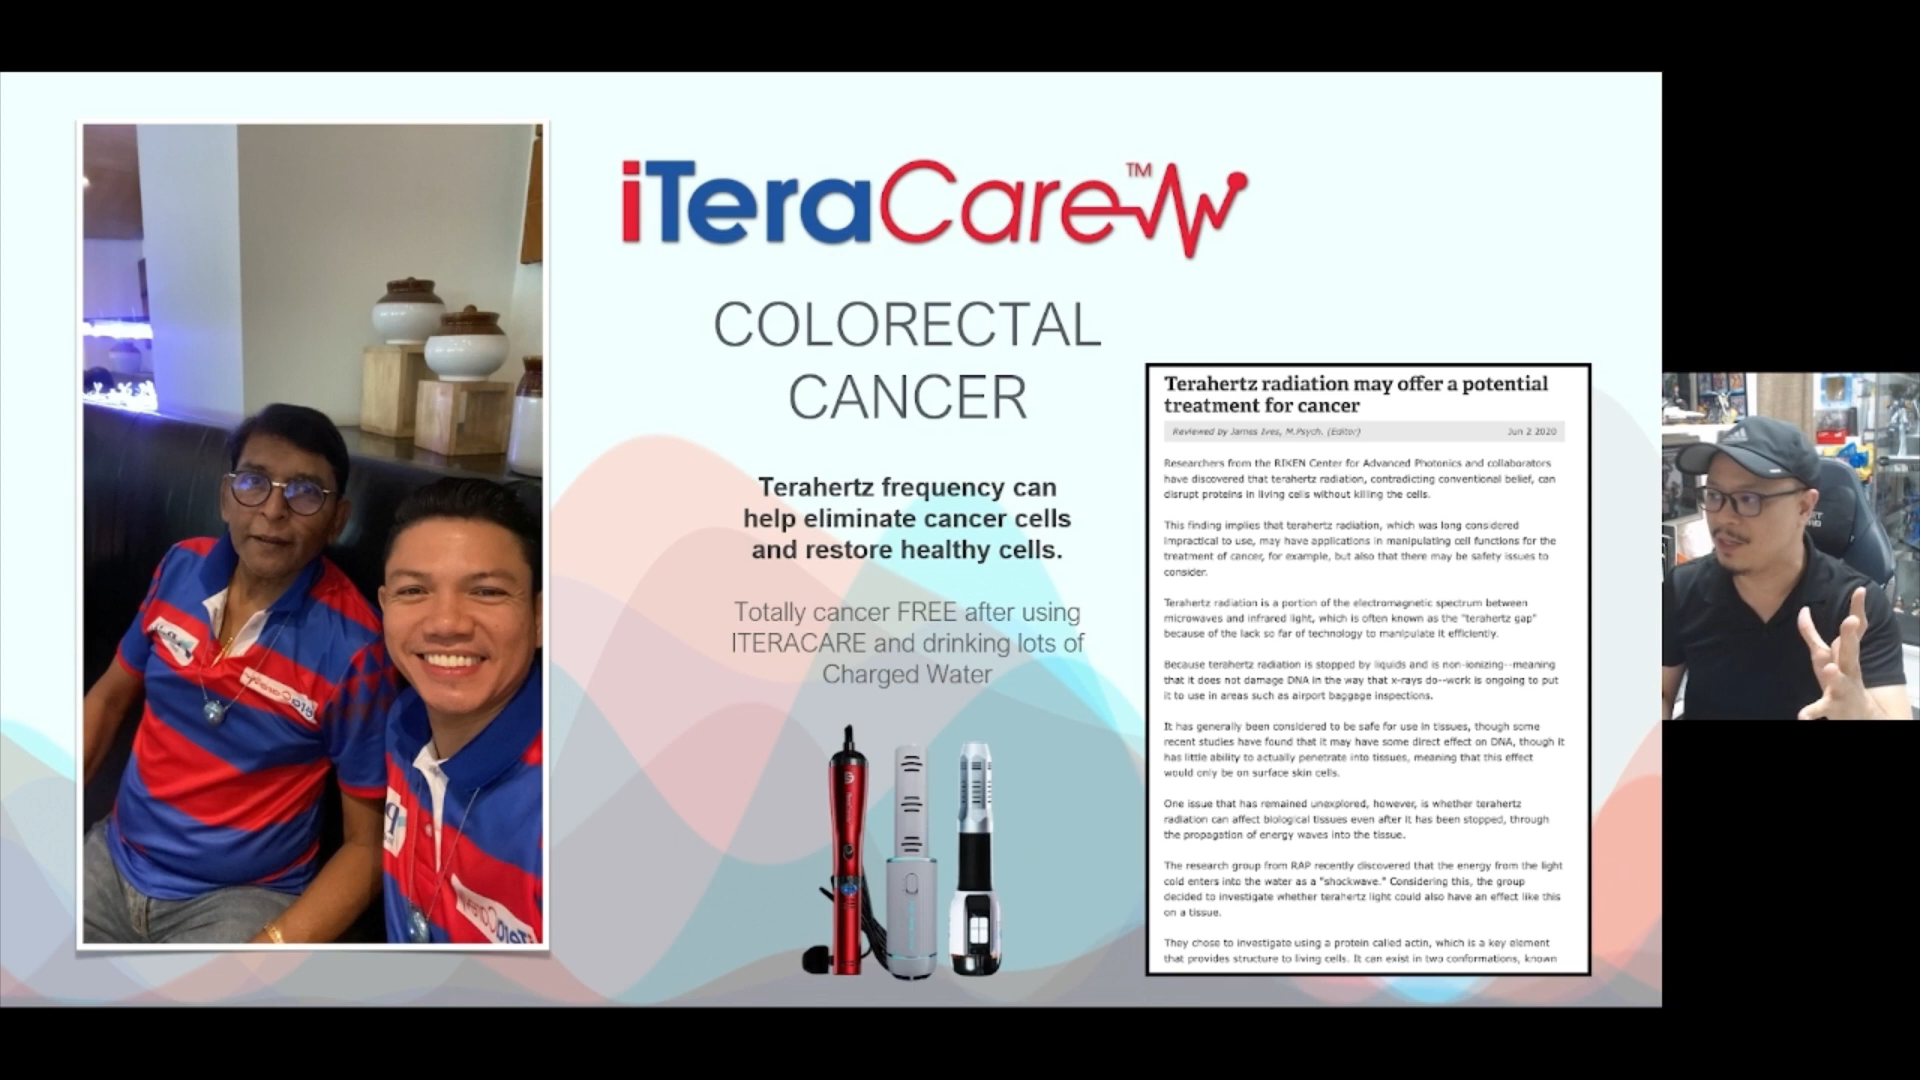 iTeraCare™
COLORECTAL
CANCER
Terahertz frequency can
help eliminate cancer cells
and restore healthy cells.
Totally cancer FREE after using
ITERACARE and drinking lots of
Charged Water
Terahertz radiation may offer a potential
treatment for cancer
Reviewed by James Ives, M.Psych. (Editor) Jun 2 2020
Researchers from the RIKEN Center for Advanced Photonics and collaborators
have discovered that terahertz radiation, contradicting conventional belief, can
disrupt proteins in living cells without killing the cells.
This finding implies that terahertz radiation, which was long considered
impractical to use, may have applications in manipulating cell functions for the
treatment of cancer, for example, but also that there may be safety issues to
consider.
Terahertz radiation is a portion of the electromagnetic spectrum between
microwaves and infrared light, which is often known as the "terahertz gap"
because of the lack so far of technology to manipulate it efficiently.
Because terahertz radiation is stopped by liquids and is non-ionizing--meaning
that it does not damage DNA in the way that x-rays do--work is ongoing to put
it to use in areas such as airport baggage inspections.
It has generally been considered to be safe for use in tissues, though some
recent studies have found that it may have some direct effect on DNA, though it
has little ability to actually penetrate into tissues, meaning that this effect
would only be on surface skin cells.
One issue that has remained unexplored, however, is whether terahertz
radiation can affect biological tissues even after it has been stopped, through
the propagation of energy waves into the tissue.
The research group from RAP recently discovered that the energy from the light
cold enters into the water as a "shockwave." Considering this, the group
decided to investigate whether terahertz light could also have an effect like this
on a tissue.
They chose to investigate using a protein called actin, which is a key element
that provides structure to living cells. It can exist in two conformations, known